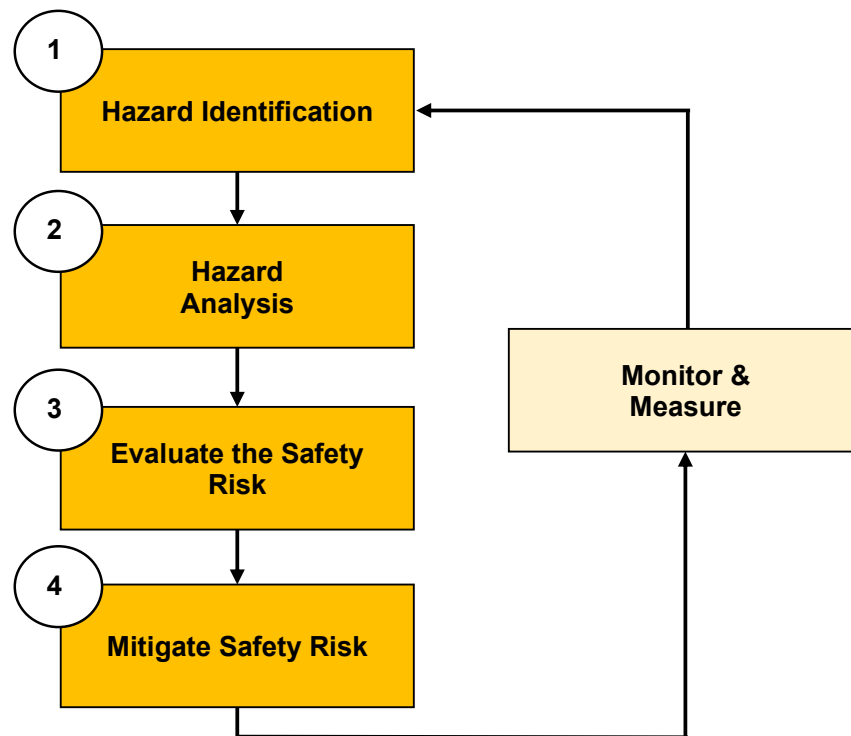 1
Hazard Identification
2
Hazard
Analysis
3
Evaluate the Safety
Risk
4
Mitigate Safety Risk
Monitor &
Measure